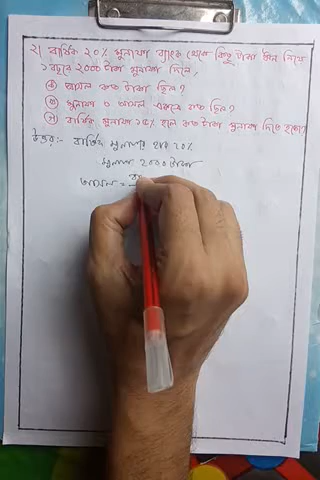 ২। বার্ষিক ২০% মুনাফা ব্যাংক থেকে কিছু টাকা ঋন নিয়ে
১ বছরে ২০০০ টাকা মুনাফা দিলে,
ক) আসল কত টাকা ছিল?
খ) মুনাফা ও আসল একত্রে কত ছিল?
গ) বার্ষিক মুনাফা ১৫% হলে কত টাকা মুনাফা দিতে হতো?
উত্তর:- বার্ষিক মুনাফার হার ২০%
মুনাফা ২০০০ টাকা
আসল =